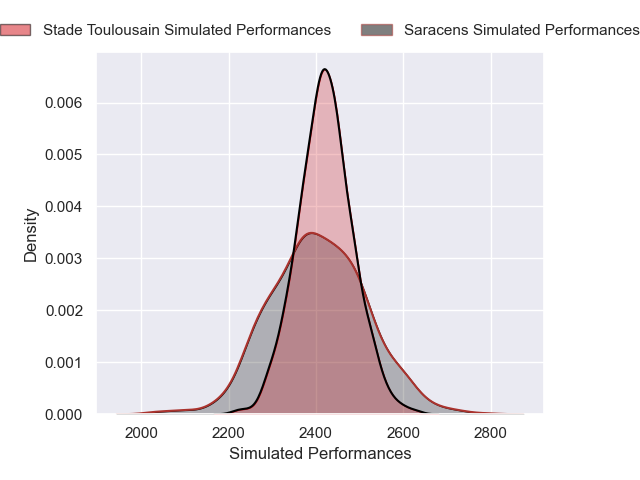 Stade Toulousain Simulated Performances Saracens Simulated Performances
0.006
0.005
0.004
0.003
0.002
0.001
0.000
Density
2000 2200 2400 2600 2800
Simulated Performances